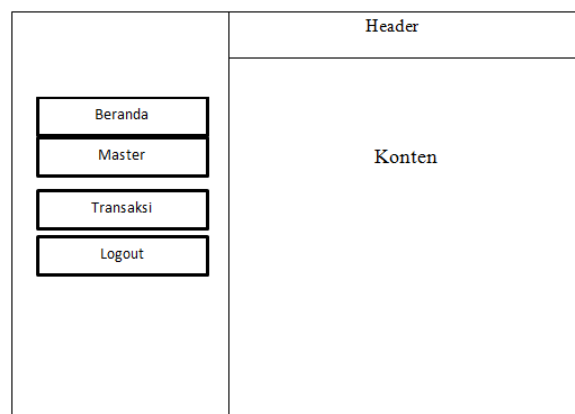 Header
Beranda
Master
Transaksi
Logout
Konten